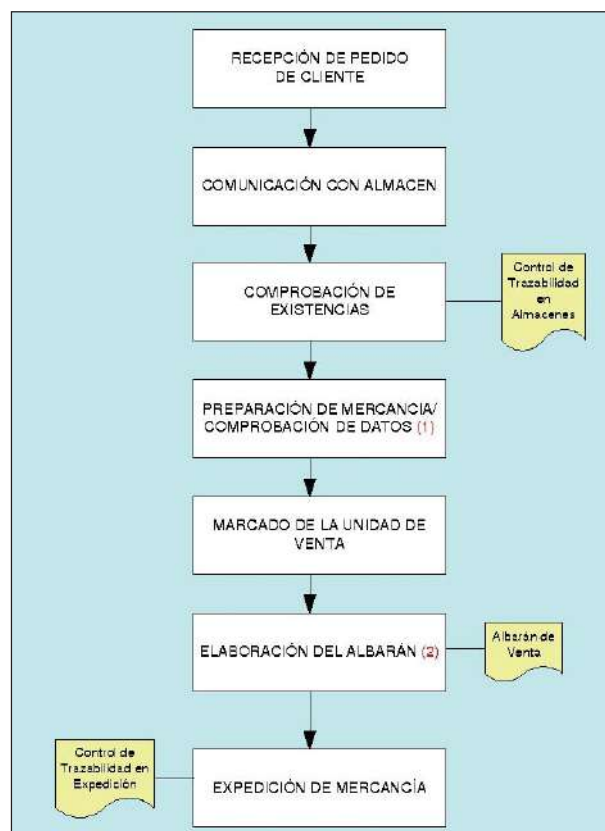 RECEPCIÓN DE PEDIDO
DE CLIENTE
COMUNICACIÓN CON ALMACEN
COMPROBACIÓN DE
EXISTENCIAS
Control de
Trazabilidad
en
Almacenes
PREPARACIÓN DE MERCANCIA/
COMPROBACIÓN DE DATOS (1)
MARCADO DE LA UNIDAD DE
VENTA
ELABORACIÓN DEL ALBARÁN (2)
Albarán de
Venta
Control de
Trazabilidad en
Expedición
EXPEDICIÓN DE MERCANCÍA